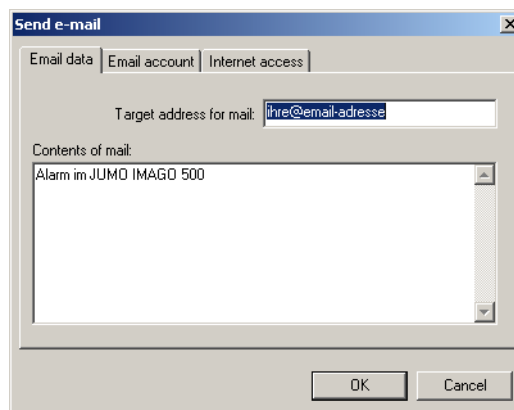 Send e-mail
Email data Email account Internet access
Target address for mail: ihre@email-adresse
Contents of mail:
Alarm im JUMO IMAGO 500
OK Cancel